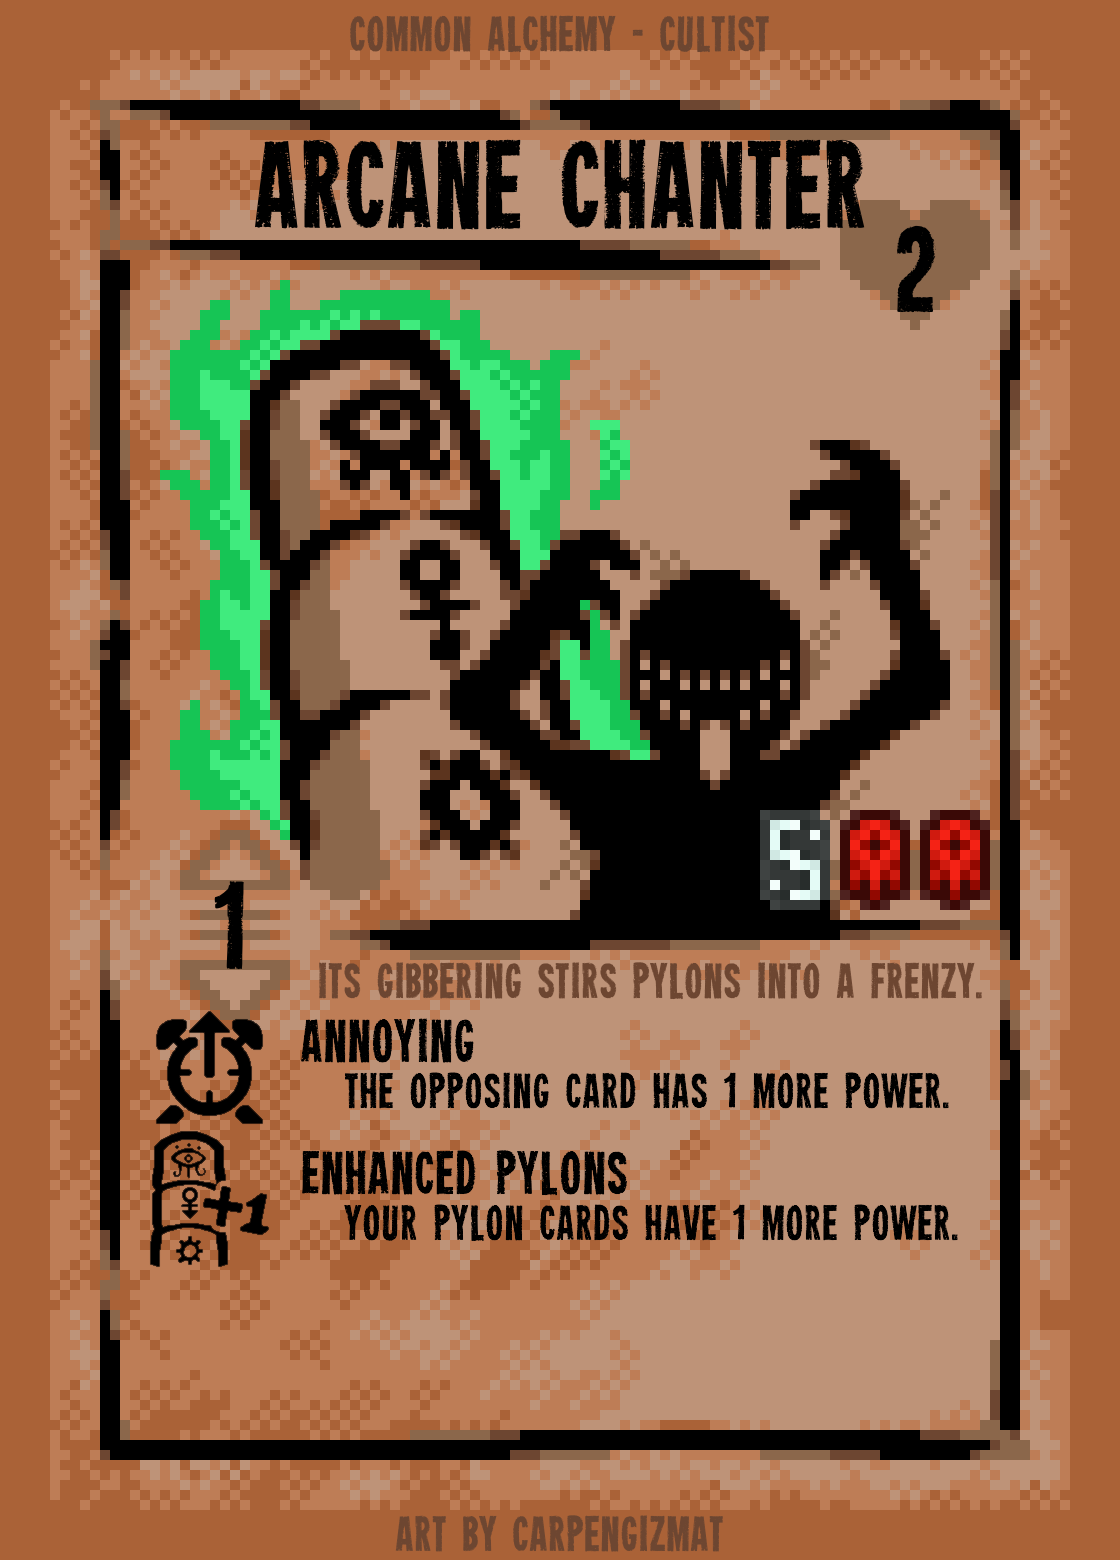 COMMON ALCHEMY - CULTIST
ARCANE CHANTER
2
S
1
ITS GIBBERING STIRS PYLONS INTO A FRENZY.
ANNOYING
THE OPPOSING CARD HAS 1 MORE POWER.
+1
ENHANCED PYLONS
YOUR PYLON CARDS HAVE 1 MORE POWER.
ART BY CARPENGIZMAT